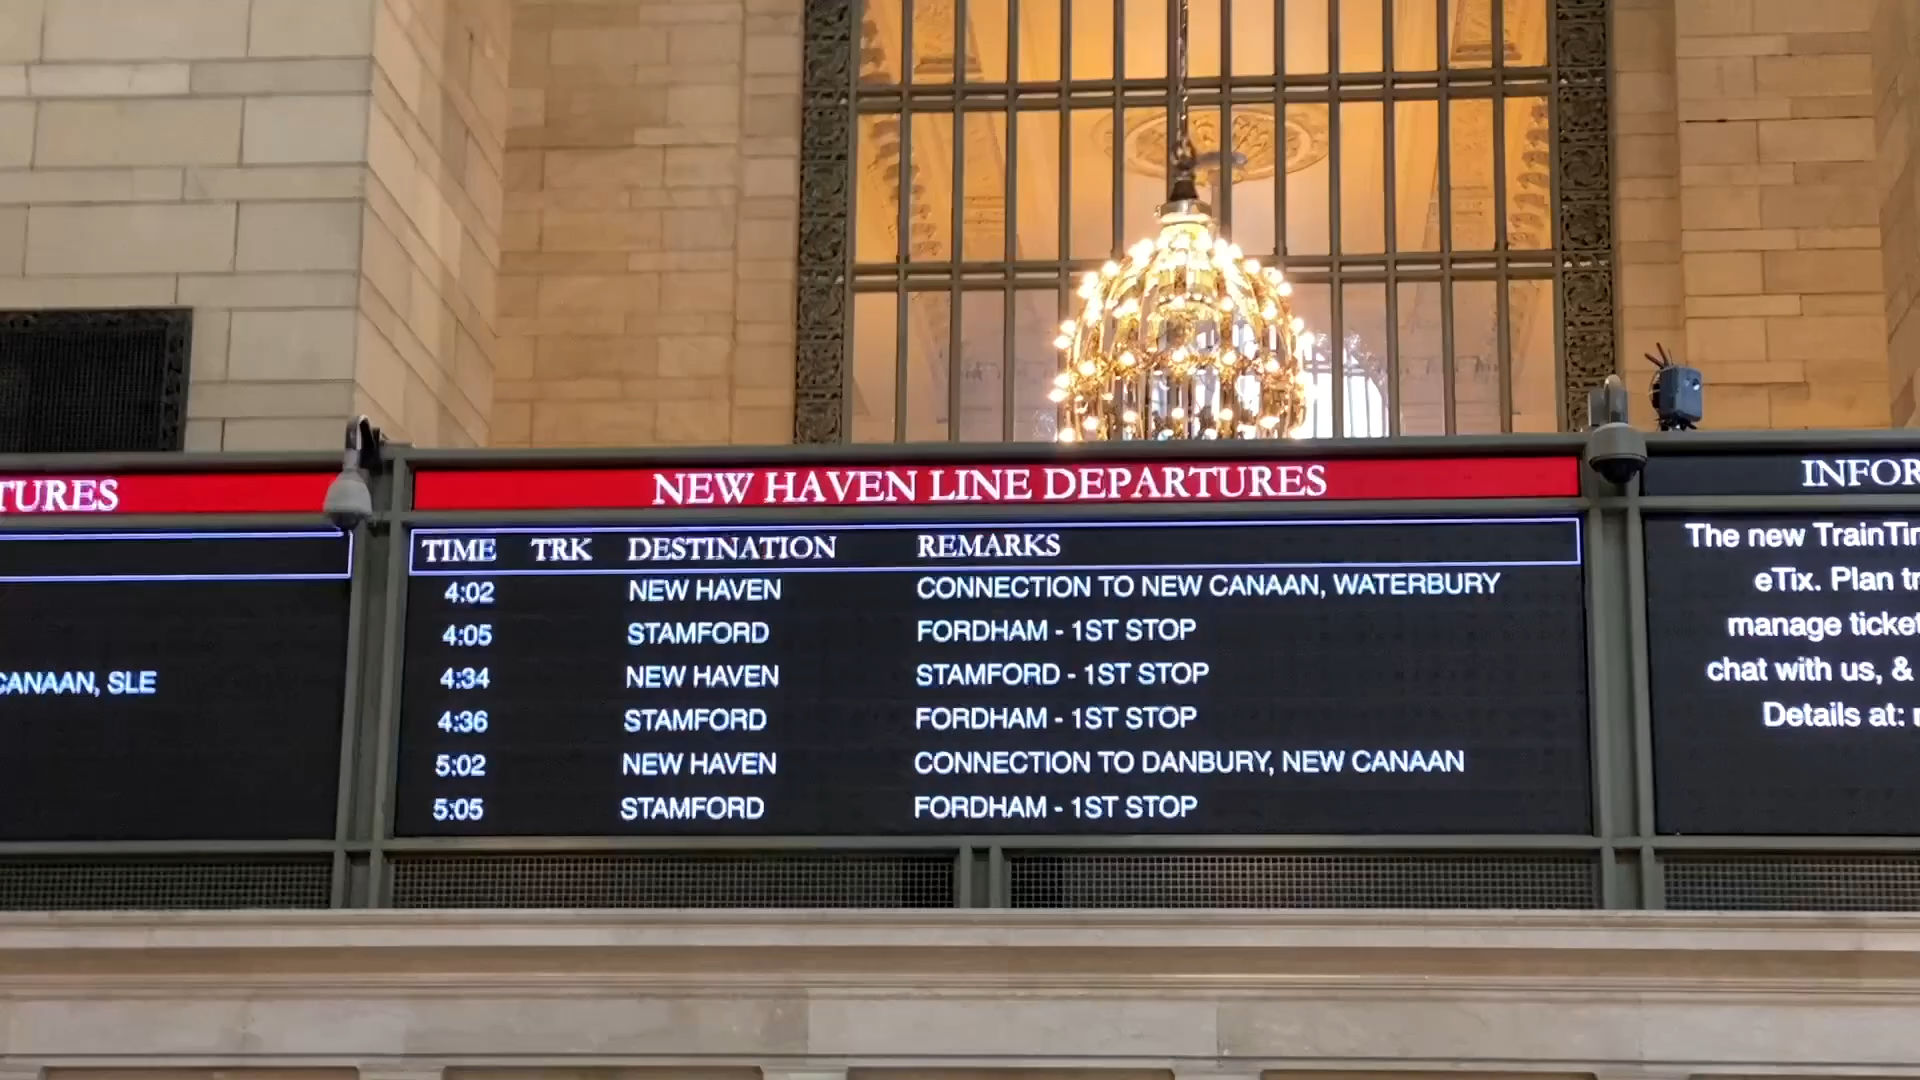 TURES
CANAAN, SLE
NEW HAVEN LINE DEPARTURES
TIME TRK DESTINATION REMARKS
4:02 NEW HAVEN CONNECTION TO NEW CANAAN, WATERBURY
4:05 STAMFORD FORDHAM - 1ST STOP
4:34 NEW HAVEN STAMFORD - 1ST STOP
4:36 STAMFORD FORDHAM - 1ST STOP
5:02 NEW HAVEN CONNECTION TO DANBURY, NEW CANAAN
5:05 STAMFORD FORDHAM - 1ST STOP
INFOR
The new TrainTi
eTix. Plan t
manage ticke
chat with us, &
Details at: